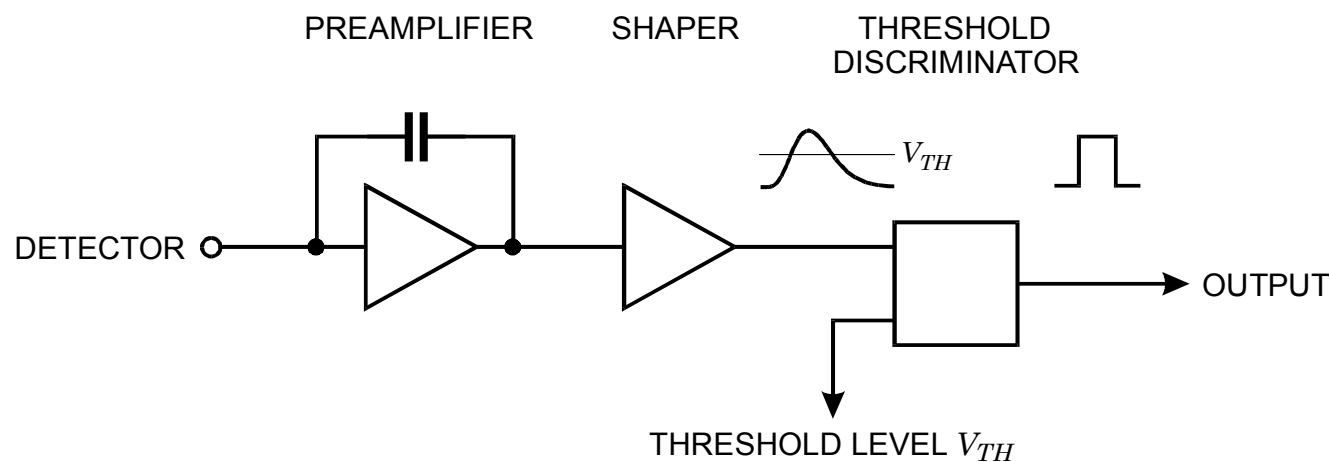 PREAMPLIFIER
SHAPER
THRESHOLD
DISCRIMINATOR
V_TH
DETECTOR
OUTPUT
THRESHOLD LEVEL V_TH